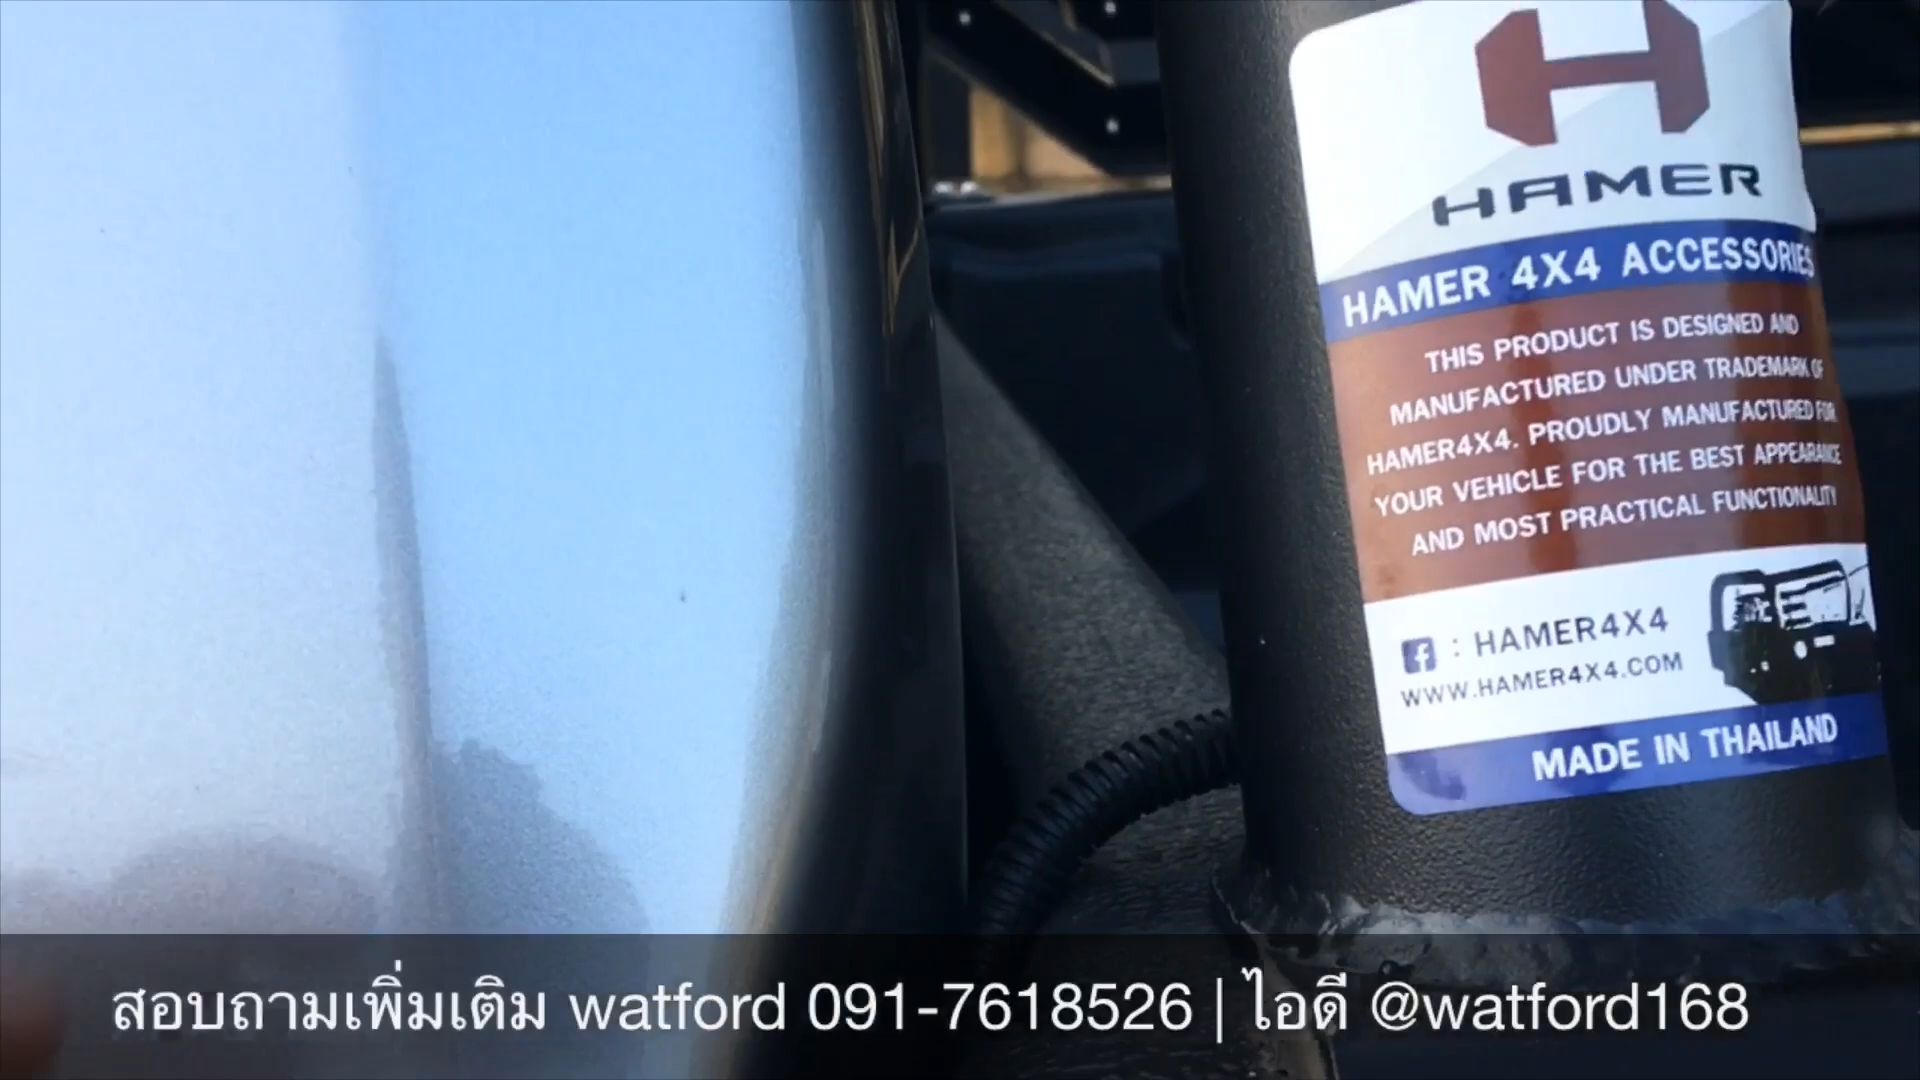 HAMER
HAMER 4X4 ACCESSORIES
THIS PRODUCT IS DESIGNED AND
MANUFACTURED UNDER TRADEMARK OF
HAMER4X4. PROUDLY MANUFACTURED FOR
YOUR VEHICLE FOR THE BEST APPEARANCE
AND MOST PRACTICAL FUNCTIONALITY
f : HAMER4X4
WWW.HAMER4X4.COM
MADE IN THAILAND
สอบถามเพิ่มเติม watford 091-7618526 | ไอดี @watford168